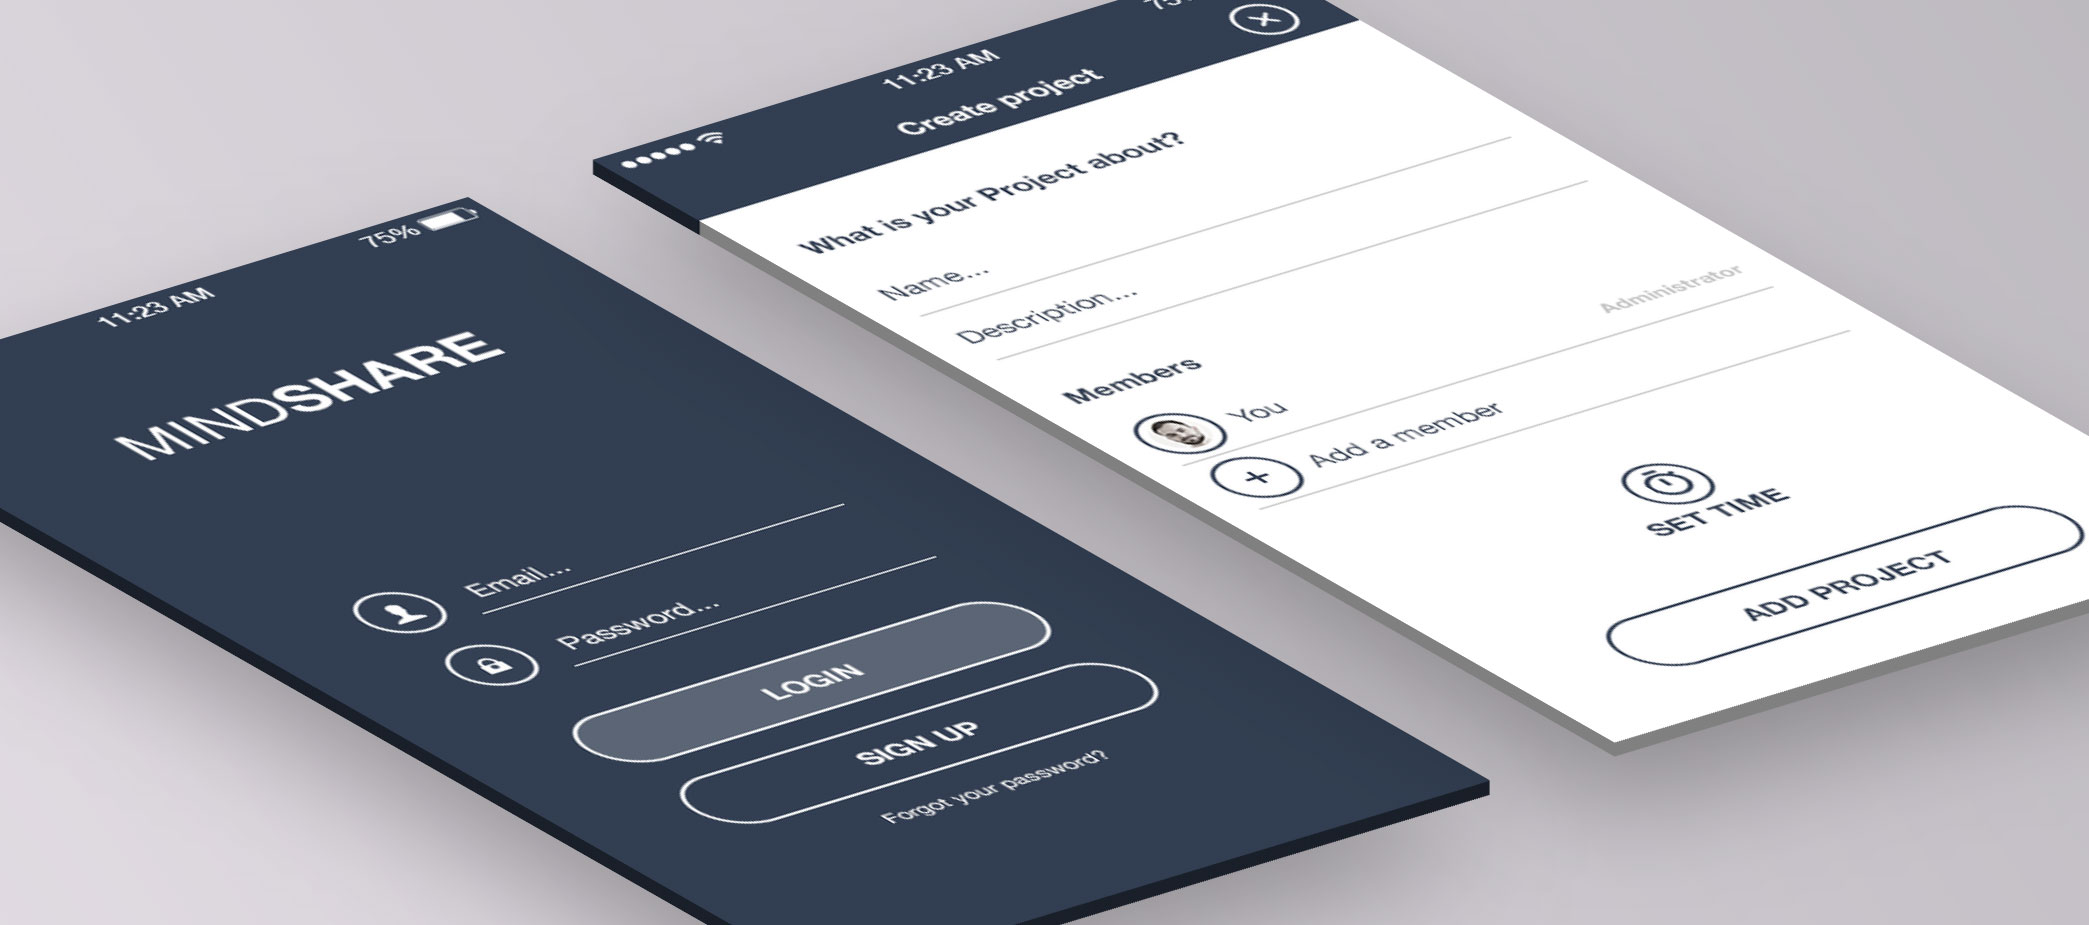 11:23 AM
75%
MINDSHARE
Email...
Password...
LOGIN
SIGN UP
Forgot your password?
11:23 AM
Create project
What is your Project about?
Name...
Description...
Members
You
Administrator
Add a member
SET TIME
ADD PROJECT